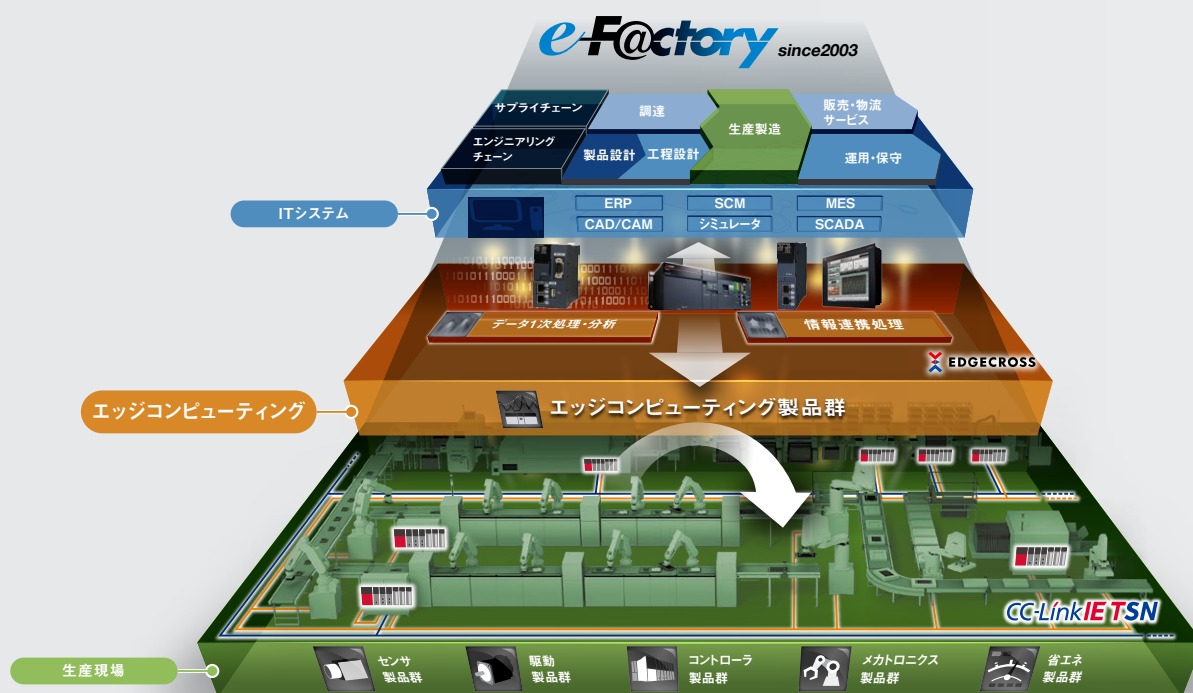 e-F@ctory since2003
サプライチェーン
調達
生産製造
販売・物流
サービス
エンジニアリング
チェーン
製品設計
工程設計
運用・保守
ITシステム
ERP
SCM
MES
CAD/CAM
シミュレータ
SCADA
データ1次処理・分析
情報連携処理
EDGECROSS
エッジコンピューティング
エッジコンピューティング製品群
CC-Link IE TSN
生産現場
センサ
製品群
駆動
製品群
コントローラ
製品群
メカトロニクス
製品群
省エネ
製品群